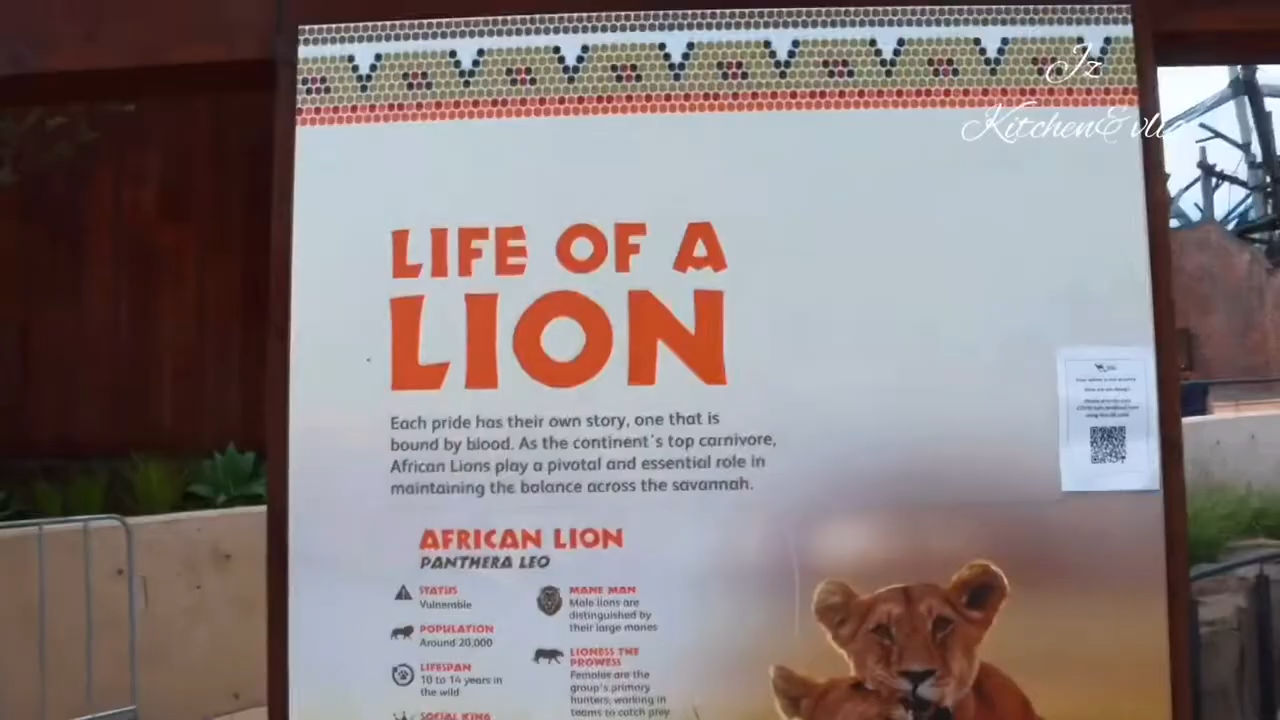 Jz
Kitchen& vl
LIFE OF A
LION
Each pride has their own story, one that is
bound by blood. As the continent's top carnivore,
African Lions play a pivotal and essential role in
maintaining the balance across the savannah.
AFRICAN LION
PANTHERA LEO
STATUS
Vulnerable
POPULATION
Around 20,000
LIFESPAN
10 to 14 years in
the wild
SOCIAL KING
MANE MAN
Male lions are
distinguished by
their large manes
LIONESS THE
PROWESS
Females are the
group's primary
hunters, working in
teams to catch prey